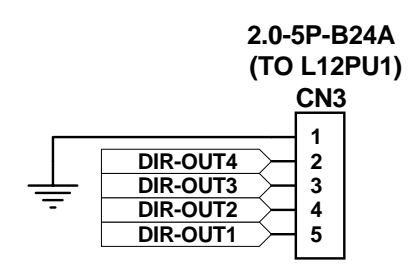 2.0-5P-B24A
(TO L12PU1)
CN3
1
DIR-OUT4 2
DIR-OUT3 3
DIR-OUT2 4
DIR-OUT1 5